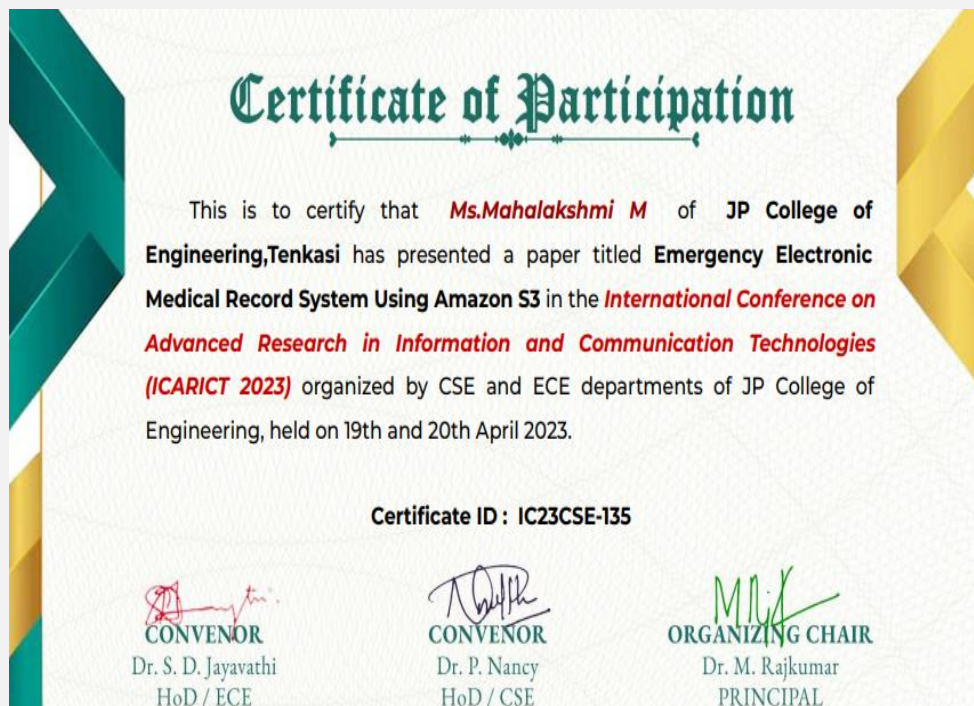 Certificate of Participation
This is to certify that Ms.Mahalakshmi M of JP College of
Engineering,Tenkasi has presented a paper titled Emergency Electronic
Medical Record System Using Amazon S3 in the International Conference on
Advanced Research in Information and Communication Technologies
(ICARICT 2023) organized by CSE and ECE departments of JP College of
Engineering, held on 19th and 20th April 2023.
Certificate ID : IC23CSE-135
CONVENOR CONVENOR ORGANIZING CHAIR
Dr. S. D. Jayavathi Dr. P. Nancy Dr. M. Rajkumar
HoD / ECE HoD / CSE PRINCIPAL